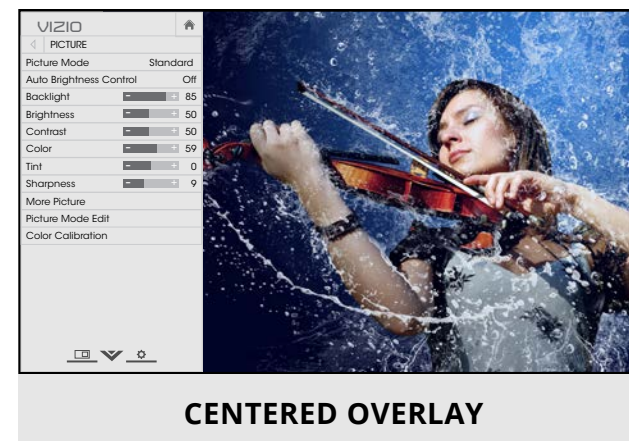 VIZIO
PICTURE
Picture Mode Standard
Auto Brightness Control Off
Backlight 85
Brightness 50
Contrast 50
Color 59
Tint 0
Sharpness 9
More Picture
Picture Mode Edit
Color Calibration
CENTERED OVERLAY